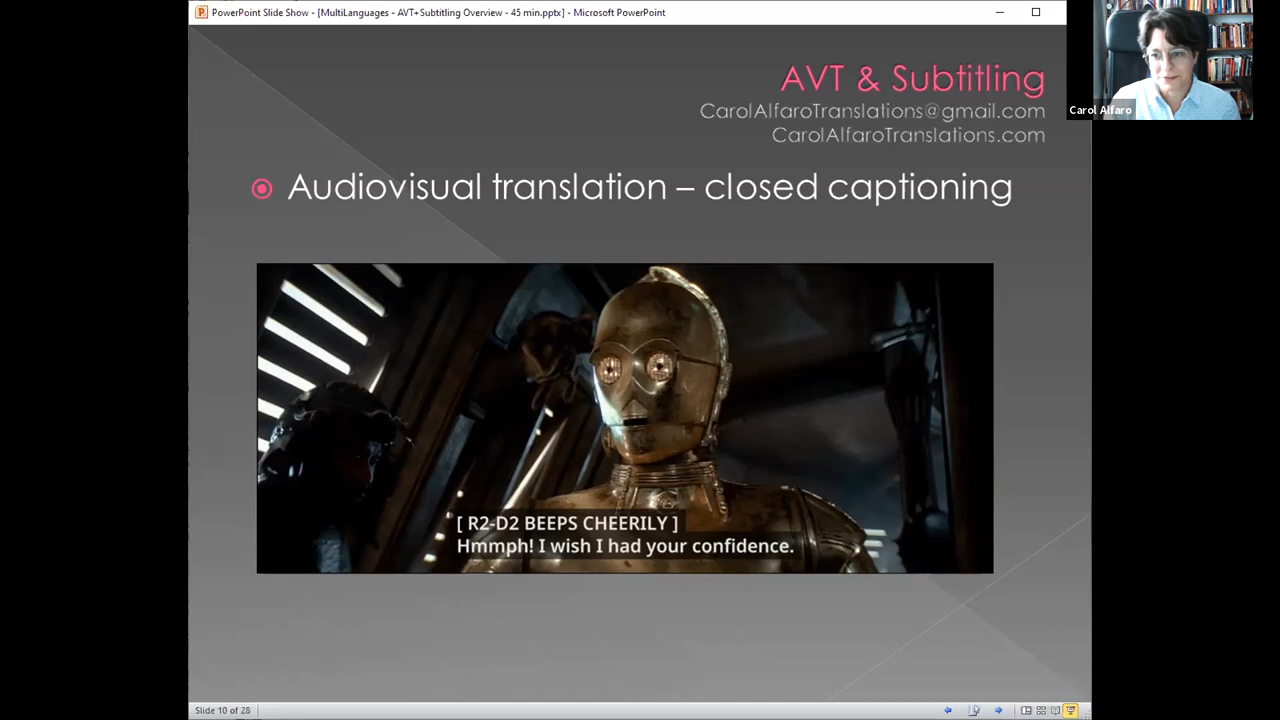 PowerPoint Slide Show - [MultiLanguages - AVT+Subtitling Overview - 45 min.pptx] - Microsoft PowerPoint
AVT & Subtitling
CarolAlfaroTranslations@gmail.com
CarolAlfaroTranslations.com
Carol Alfaro
Audiovisual translation – closed captioning
[ R2-D2 BEEPS CHEERILY ]
Hmmph! I wish I had your confidence.
Slide 10 of 28